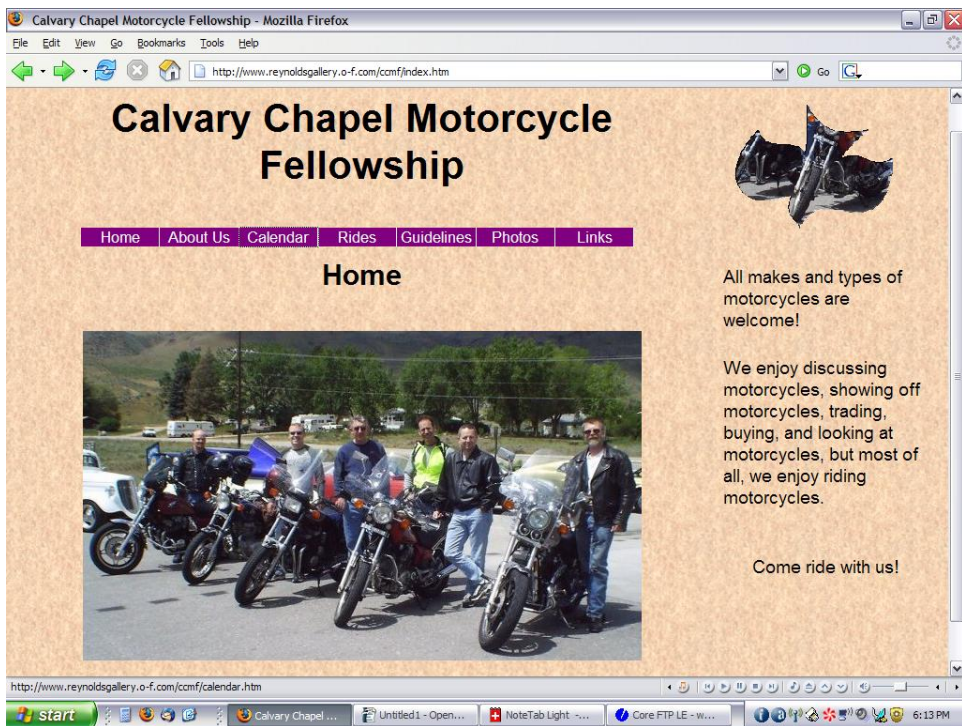 Calvary Chapel Motorcycle Fellowship - Mozilla Firefox
File Edit View Go Bookmarks Tools Help
http://www.reynoldsgallery.o-f.com/ccmf/index.htm
Go
G
Calvary Chapel Motorcycle
Fellowship
Home About Us Calendar Rides Guidelines Photos Links
Home
All makes and types of
motorcycles are
welcome!
We enjoy discussing
motorcycles, showing off
motorcycles, trading,
buying, and looking at
motorcycles, but most of
all, we enjoy riding
motorcycles.
Come ride with us!
http://www.reynoldsgallery.o-f.com/ccmf/calendar.htm
start
Calvary Chapel ...
Untitled1 - Open...
NoteTab Light -...
Core FTP LE - w...
6:13 PM